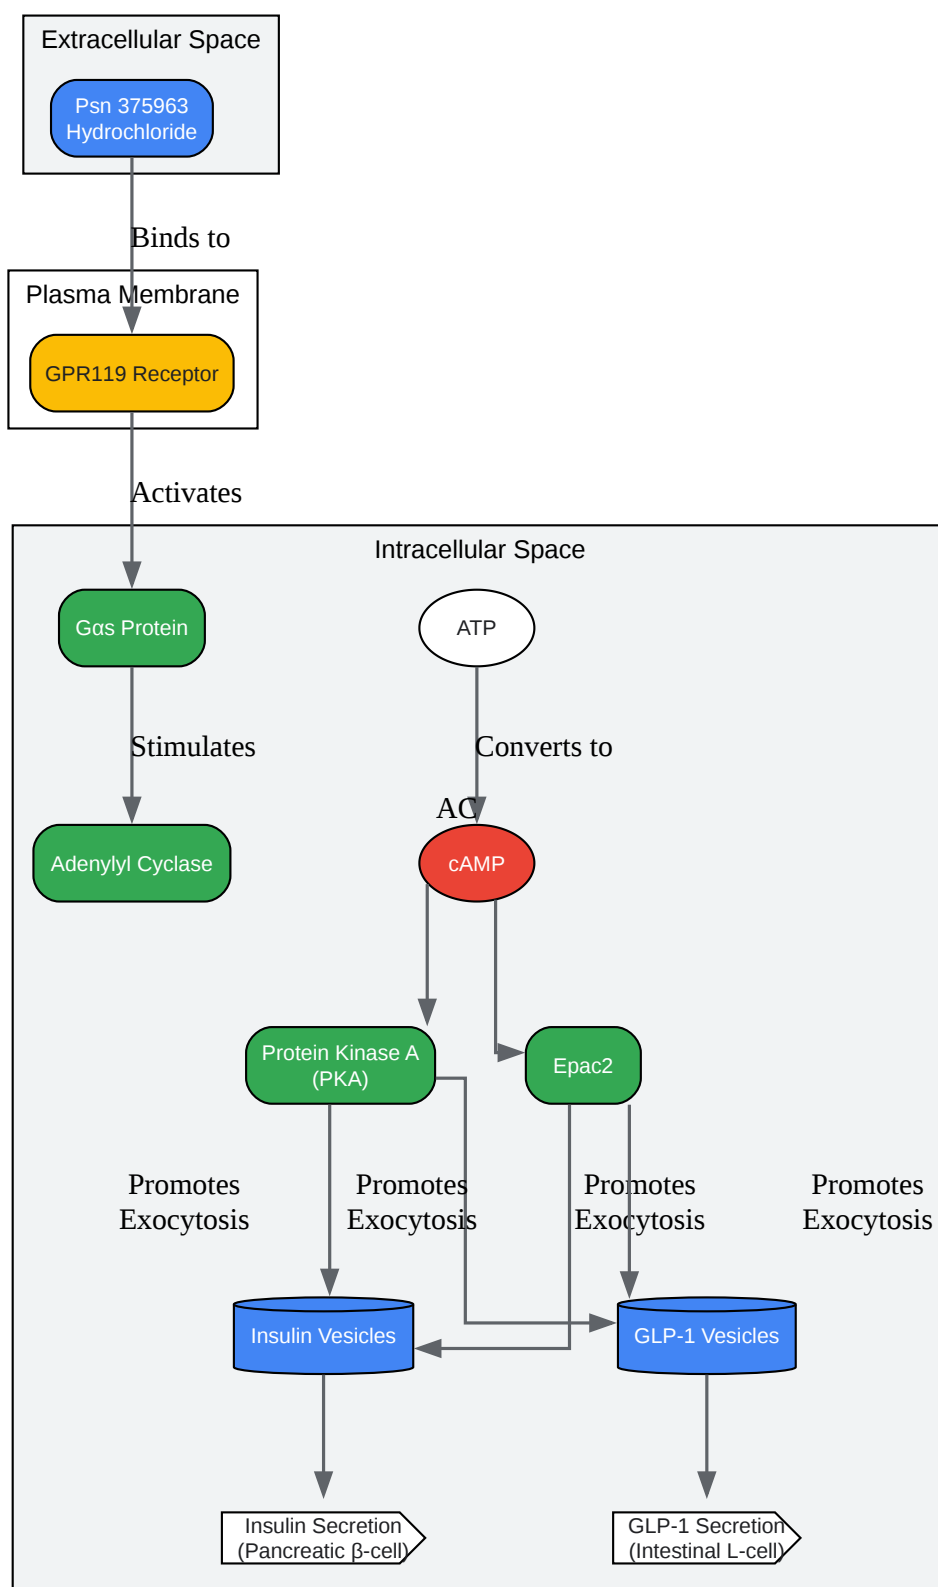 Extracellular Space
Psn 375963
Hydrochloride
Binds to
Plasma Membrane
GPR119 Receptor
Activates
Intracellular Space
Gαs Protein
ATP
Stimulates
Converts to
AC
Adenylyl Cyclase
cAMP
Protein Kinase A
(PKA)
Epac2
Promotes
Exocytosis
Promotes
Exocytosis
Promotes
Exocytosis
Promotes
Exocytosis
Insulin Vesicles
GLP-1 Vesicles
Insulin Secretion
(Pancreatic β-cell)
GLP-1 Secretion
(Intestinal L-cell)